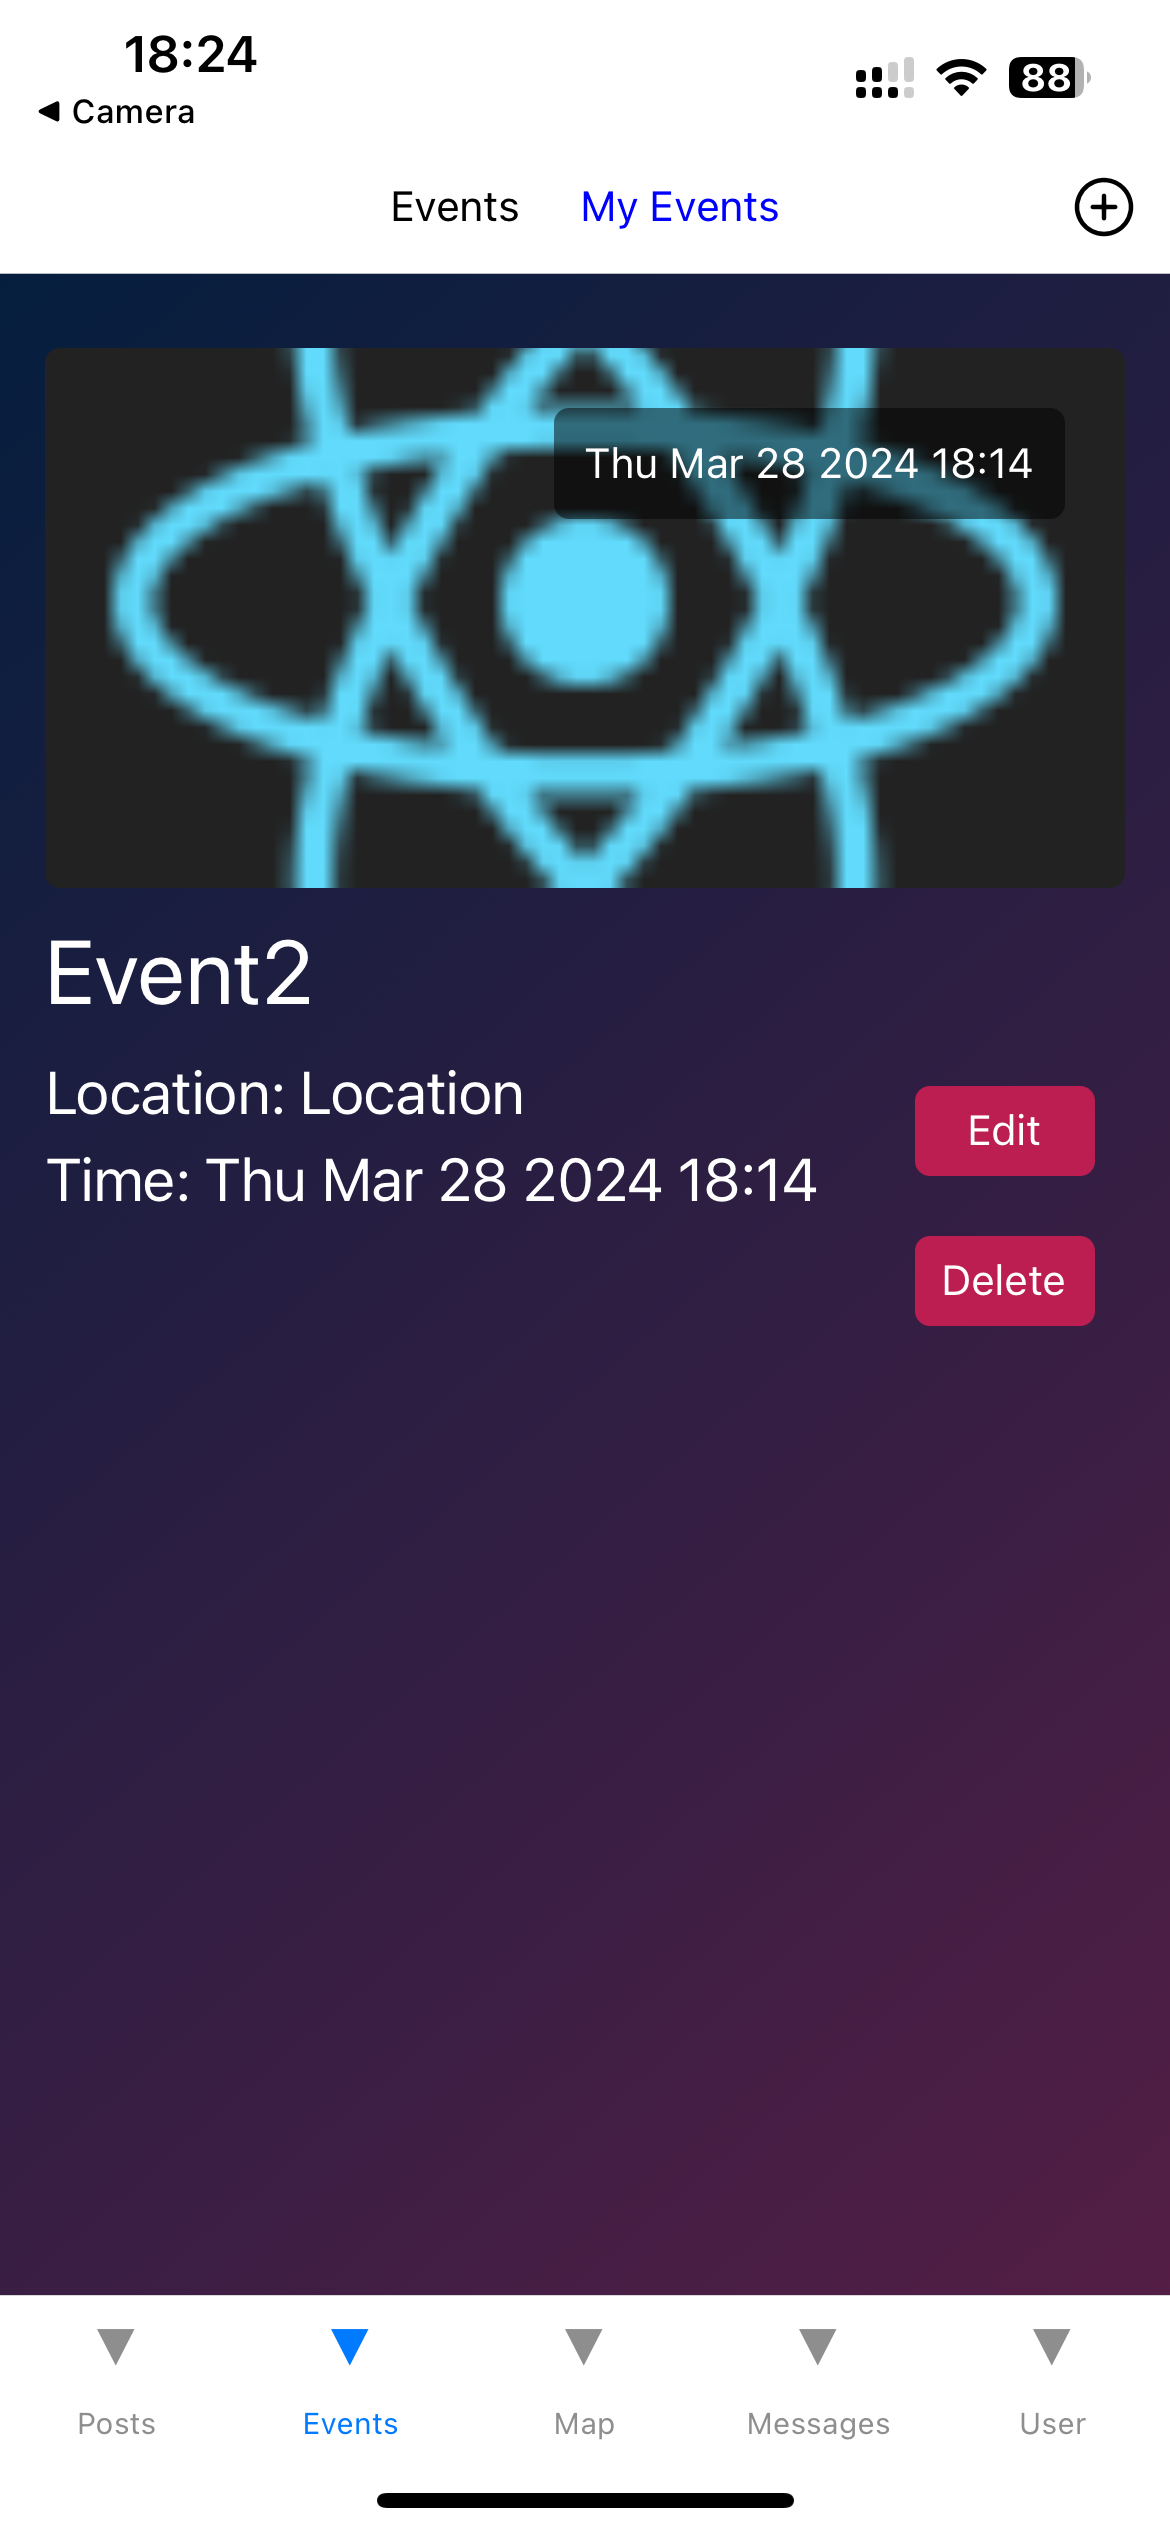 18:24
Camera
88
Events My Events
Thu Mar 28 2024 18:14
Event2
Location: Location
Time: Thu Mar 28 2024 18:14
Edit
Delete
Posts Events Map Messages User